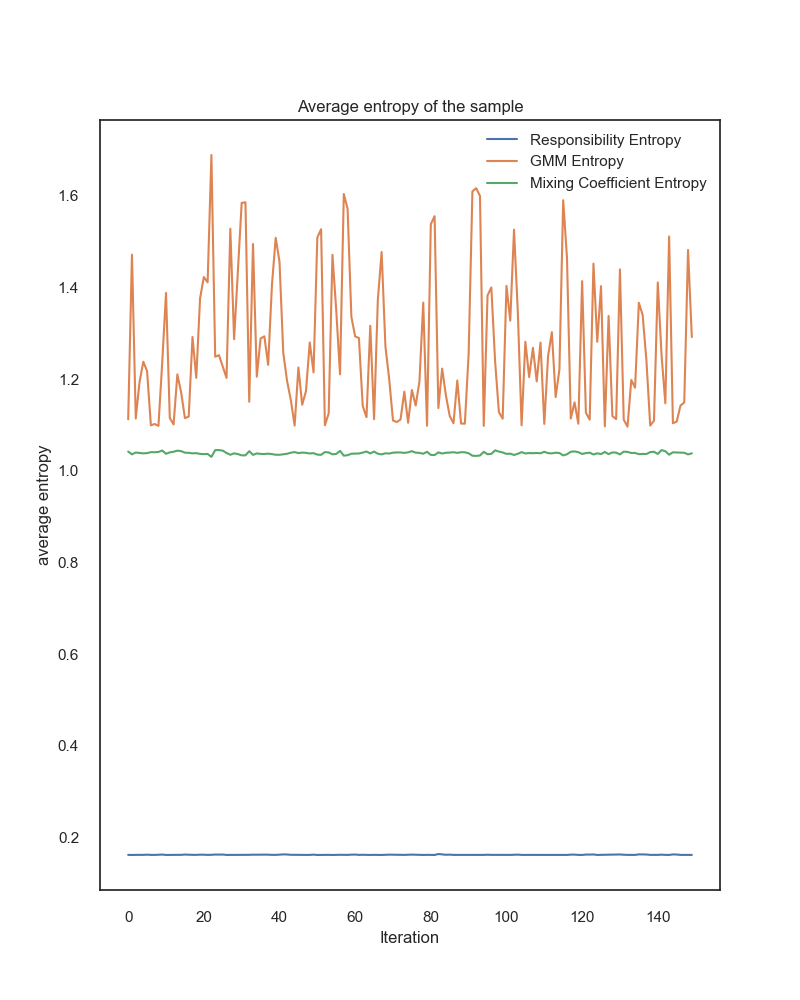 Average entropy of the sample
Responsibility Entropy
GMM Entropy
Mixing Coefficient Entropy
average entropy
1.6
1.4
1.2
1.0
0.8
0.6
0.4
0.2
0 20 40 60 80 100 120 140
Iteration